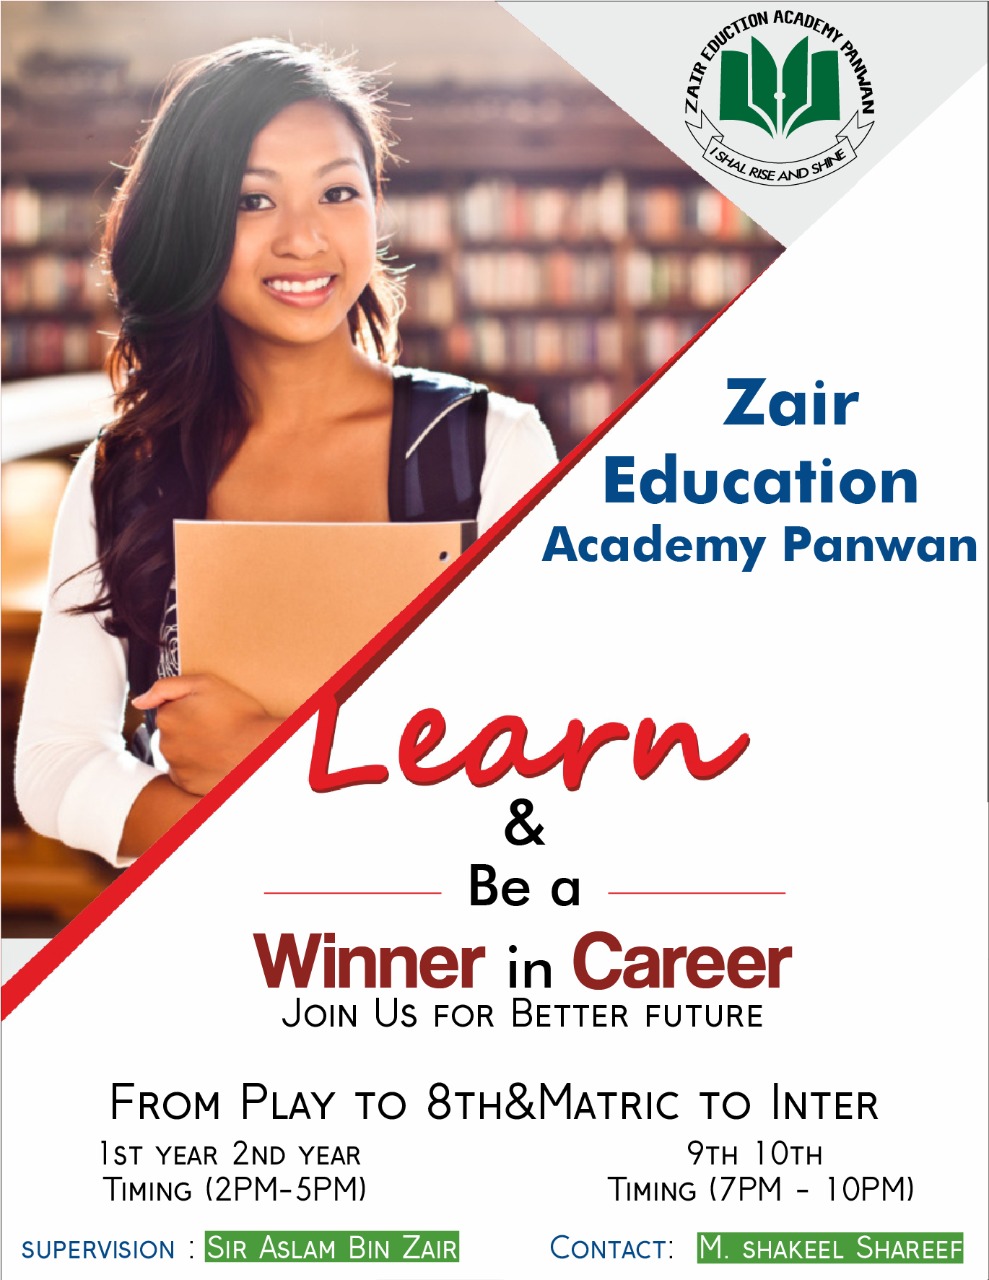 ZAIR EDUCTION ACADEMY PANWAN
I SHAL RISE AND SHINE
Zair
Education
Academy Panwan
Learn
&
Be a
Winner in Career
Join Us for Better future
From Play to 8th&Matric to Inter
1st year 2nd year
Timing (2PM-5PM)
9th 10th
Timing (7PM - 10PM)
supervision : Sir Aslam Bin Zair
Contact: M. shakeel Shareef